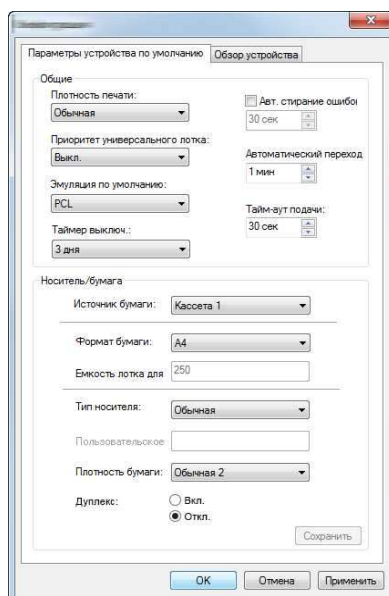 Параметры устройства по умолчанию
Обзор устройства
Общие
Плотность печати:
Обычная
Приоритет универсального лотка:
Выкл.
Эмуляция по умолчанию:
PCL
Таймер выключ.:
3 дня
Авт. стирание ошибо
30 сек
Автоматический переход
1 мин
Тайм-аут подачи:
30 сек
Носитель/бумага
Источник бумаги:
Кассета 1
Формат бумаги:
A4
Емкость лотка для
250
Тип носителя:
Обычная
Пользовательское
Плотность бумаги:
Обычная 2
Дуплекс:
Вкл.
Откл.
Сохранить
OK
Отмена
Применить